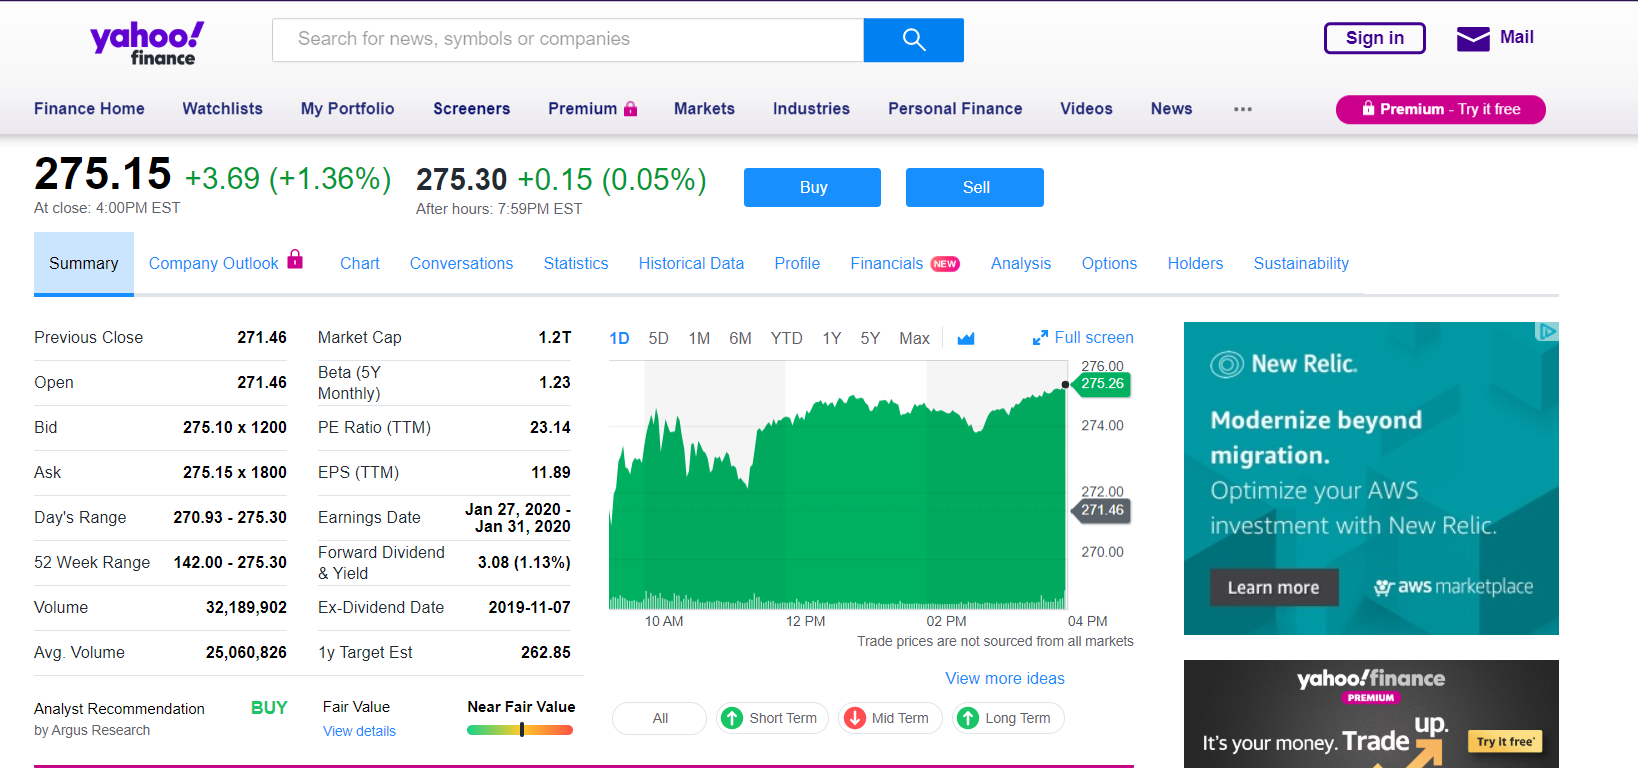 yahoo!
finance
Search for news, symbols or companies
Sign in
Mail
Finance Home Watchlists My Portfolio Screeners Premium Markets Industries Personal Finance Videos News ...
Premium - Try it free
275.15 +3.69 (+1.36%) 275.30 +0.15 (0.05%)
At close: 4:00PM EST After hours: 7:59PM EST
Buy Sell
Summary Company Outlook Chart Conversations Statistics Historical Data Profile Financials NEW Analysis Options Holders Sustainability
Previous Close 271.46
Open 271.46
Bid 275.10 x 1200
Ask 275.15 x 1800
Day's Range 270.93 - 275.30
52 Week Range 142.00 - 275.30
Volume 32,189,902
Avg. Volume 25,060,826
Market Cap 1.2T
Beta (5Y
Monthly) 1.23
PE Ratio (TTM) 23.14
EPS (TTM) 11.89
Earnings Date Jan 27, 2020 -
Jan 31, 2020
Forward Dividend
& Yield 3.08 (1.13%)
Ex-Dividend Date 2019-11-07
1y Target Est 262.85
1D 5D 1M 6M YTD 1Y 5Y Max Full screen
276.00
275.26
274.00
272.00
271.46
270.00
10 AM 12 PM 02 PM 04 PM
Trade prices are not sourced from all markets
View more ideas
All Short Term Mid Term Long Term
Analyst Recommendation BUY
by Argus Research
Fair Value Near Fair Value
View details
New Relic.
Modernize beyond
migration.
Optimize your AWS
investment with New Relic.
Learn more aws marketplace
yahoo!finance
PREMIUM
It's your money. Trade up.
Try it free*